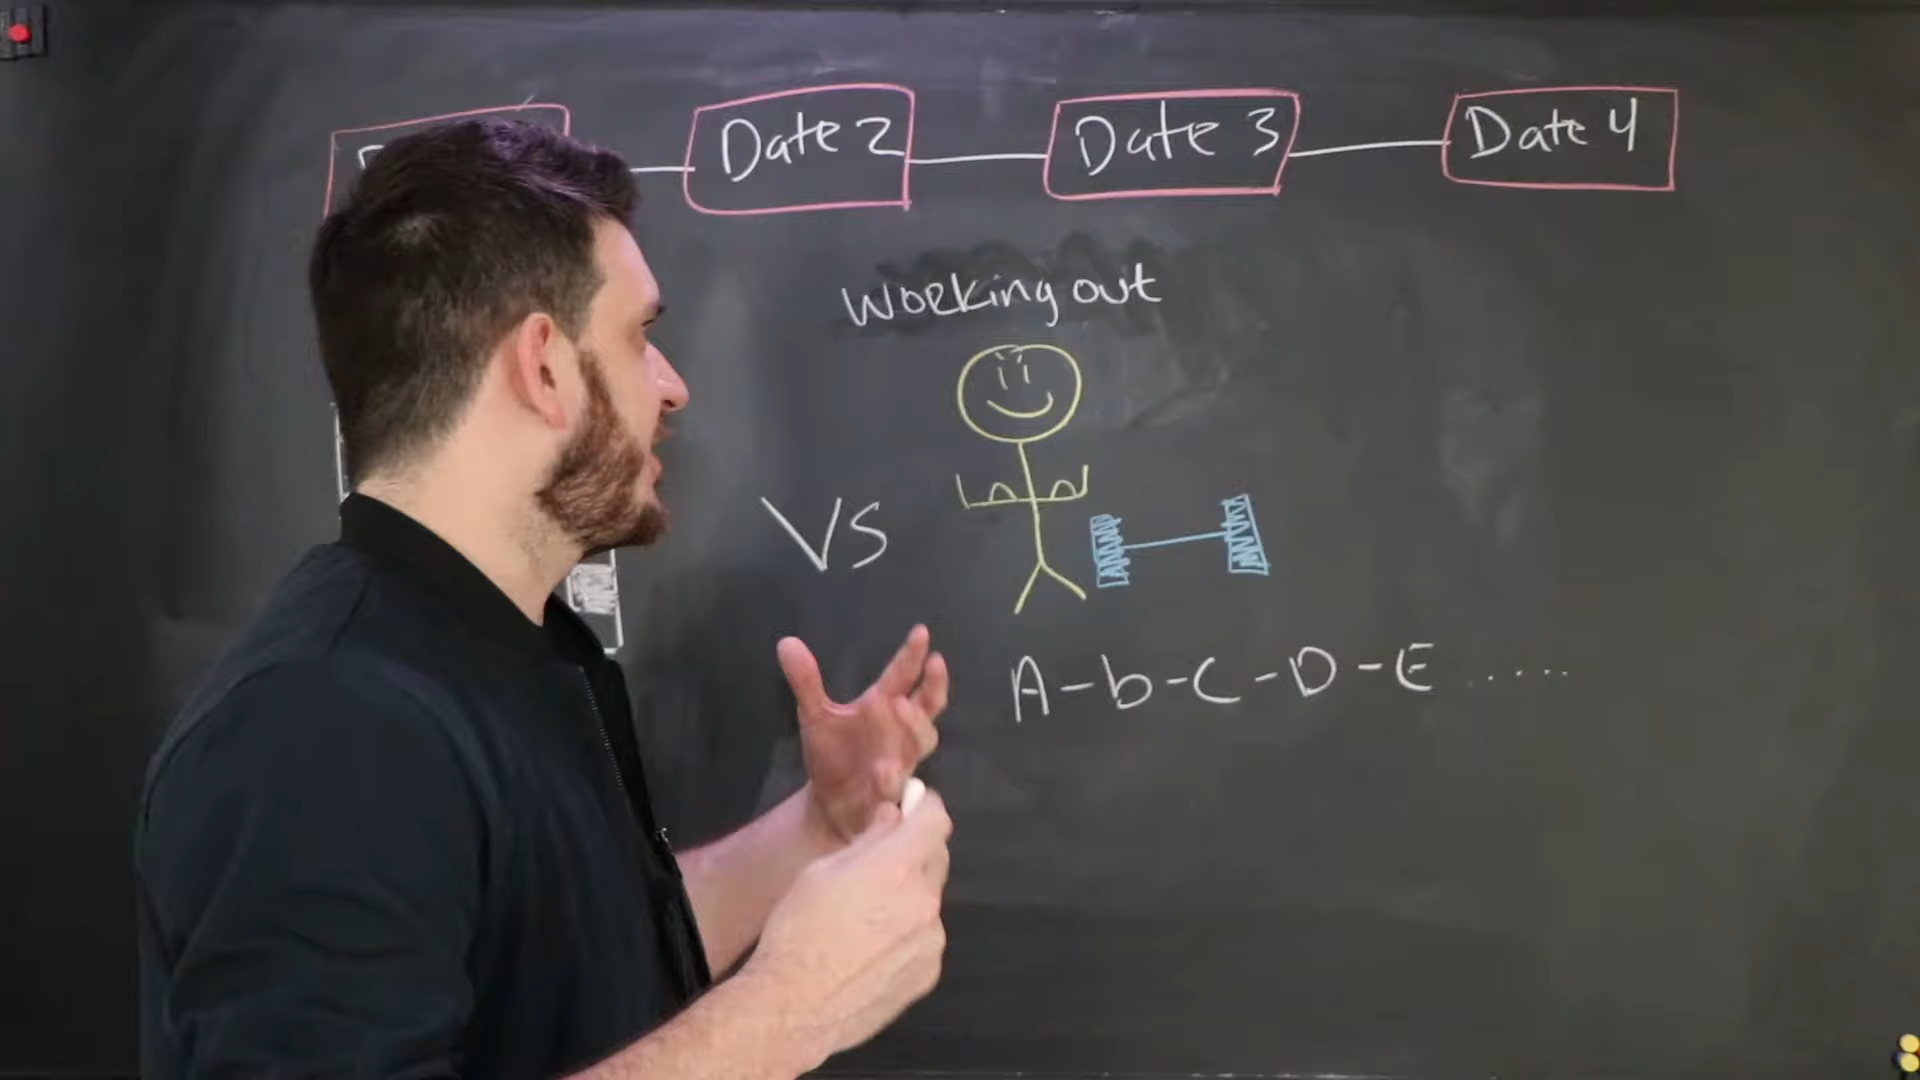 Date 2 Date 3 Date 4
Working out
VS
A-b-C-D-E.....